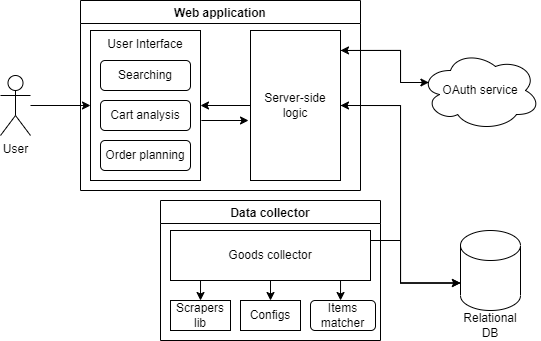 Web application
User Interface
Searching
Cart analysis
Order planning
Server-side
logic
User
OAuth service
Data collector
Goods collector
Scrapers
lib
Configs
Items
matcher
Relational
DB